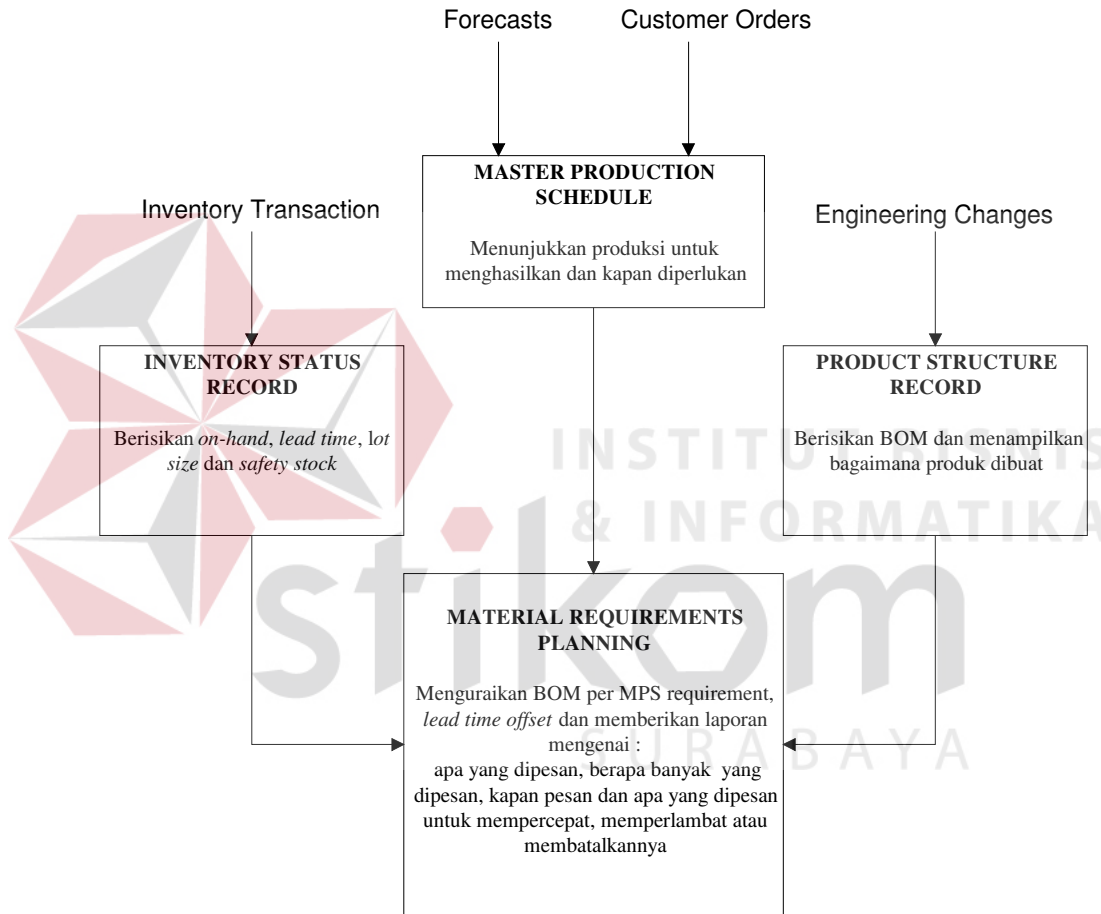 Forecasts
Customer Orders
MASTER PRODUCTION
SCHEDULE
Menunjukkan produksi untuk
menghasilkan dan kapan diperlukan
Inventory Transaction
Engineering Changes
INVENTORY STATUS
RECORD
Berisikan on-hand, lead time, lot
size dan safety stock
PRODUCT STRUCTURE
RECORD
Berisikan BOM dan menampilkan
bagaimana produk dibuat
INSTITUT BISNIS
& INFORMATIKA
stikom
SURABAYA
MATERIAL REQUIREMENTS
PLANNING
Menguraikan BOM per MPS requirement,
lead time offset dan memberikan laporan
mengenai :
apa yang dipesan, berapa banyak yang
dipesan, kapan pesan dan apa yang dipesan
untuk mempercepat, memperlambat atau
membatalkannya